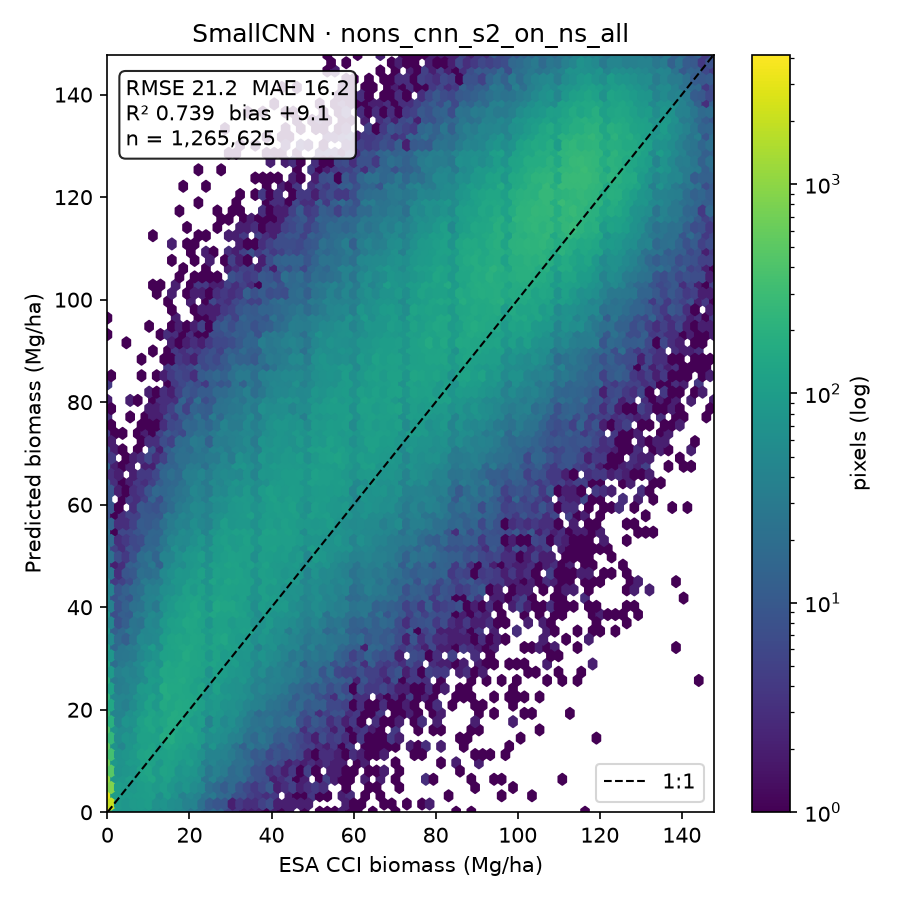 SmallCNN · nons_cnn_s2_on_ns_all
RMSE 21.2  MAE 16.2
R² 0.739  bias +9.1
n = 1,265,625
Predicted biomass (Mg/ha)
140
120
100
80
60
40
20
0
0 20 40 60 80 100 120 140
ESA CCI biomass (Mg/ha)
1:1
10³
10²
10¹
10⁰
pixels (log)